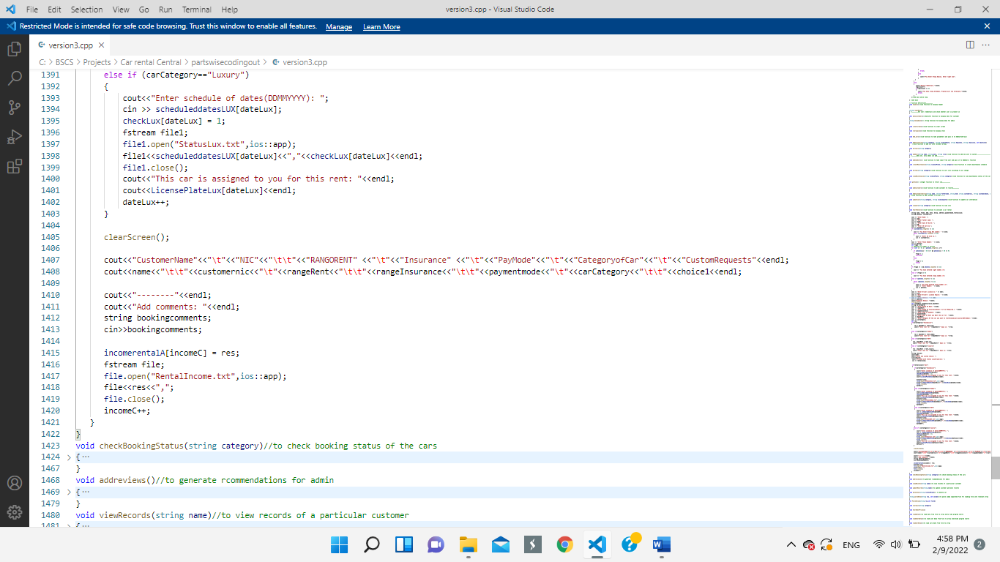 File Edit Selection View Go Run Terminal Help version3.cpp - Visual Studio Code
Restricted Mode is intended for safe code browsing. Trust this window to enable all features. Manage Learn More
version3.cpp
C: > BSCS > Projects > Car rental Central > partswisecodingout > version3.cpp
1391 else if (carCategory=="Luxury")
1392 {
1393 cout<<"Enter schedule of dates(DDMMYYYY): ";
1394 cin >> scheduleddatesLUX[dateLux];
1395 checkLux[dateLux] = 1;
1396 fstream file1;
1397 file1.open("StatusLux.txt",ios::app);
1398 file1<<scheduleddatesLUX[dateLux]<<","<<checkLux[dateLux]<<endl;
1399 file1.close();
1400 cout<<"This car is assigned to you for this rent: "<<endl;
1401 cout<<LicensePlateLux[dateLux]<<endl;
1402 dateLux++;
1403 }
1404
1405 clearScreen();
1406
1407 cout<<"CustomerName"<<"\t"<<"NIC"<<"\t\t"<<"RANGORENT" <<"\t"<<"Insurance" <<"\t"<<"PayMode"<<"\t"<<"CategoryofCar"<<"\t"<<"CustomRequests"<<endl;
1408 cout<<name<<"\t\t"<<customernic<<"\t"<<rangeRent<<"\t\t"<<rangeInsurnce<<"\t\t"<<paymentmode<<"\t"<<carCategory<<"\t\t"<<choice1<<endl;
1409
1410 cout<<"--------"<<endl;
1411 cout<<"Add comments: "<<endl;
1412 string bookingcomments;
1413 cin>>bookingcomments;
1414
1415 incomerentalA[incomeC] = res;
1416 fstream file;
1417 file.open("RentalIncome.txt",ios::app);
1418 file<<res<<",";
1419 file.close();
1420 incomeC++;
1421 }
1422 }
1423 void checkBookingStatus(string category)//to check booking status of the cars
1424 > {···
1467 }
1468 void andreviews()//to generate rcommendations for admin
1469 > {···
1479 }
1480 void viewRecord(string name)//to view records of a particular customer
1481 > {···
ENG
4:58 PM
2/9/2022
2